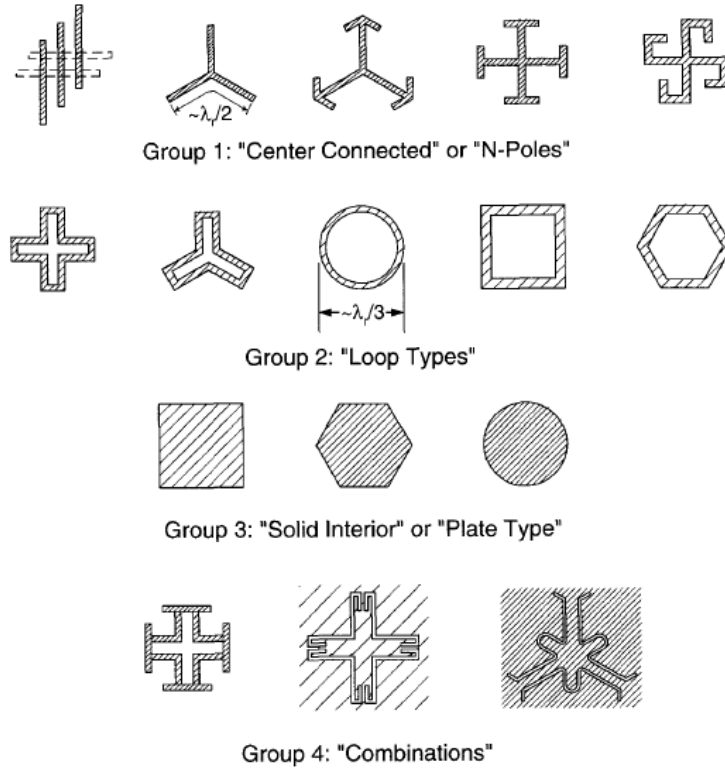 ~λr/2
Group 1: "Center Connected" or "N-Poles"
~λr/3
Group 2: "Loop Types"
Group 3: "Solid Interior" or "Plate Type"
Group 4: "Combinations"